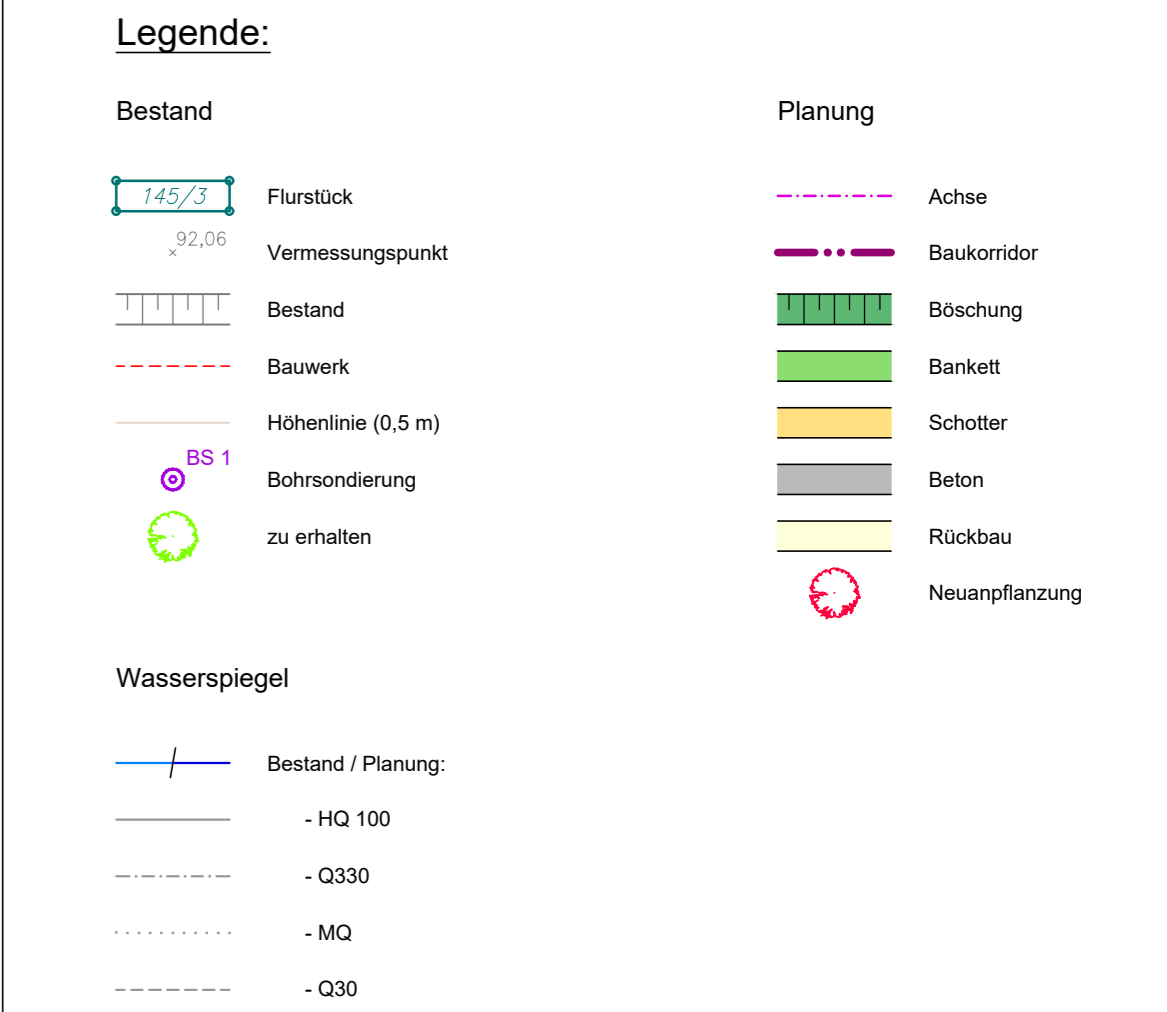 Legende:
Bestand
145/3 Flurstück
92,06 Vermessungspunkt
Bestand
Bauwerk
Höhenlinie (0,5 m)
BS 1
Bohrsondierung
zu erhalten
Planung
Achse
Baukorridor
Böschung
Bankett
Schotter
Beton
Rückbau
Neuanpflanzung
Wasserspiegel
Bestand / Planung:
- HQ 100
- Q330
- MQ
- Q30